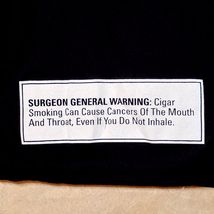 SURGEON GENERAL WARNING: Cigar
Smoking Can Cause Cancers Of The Mouth
And Throat, Even If You Do Not Inhale.